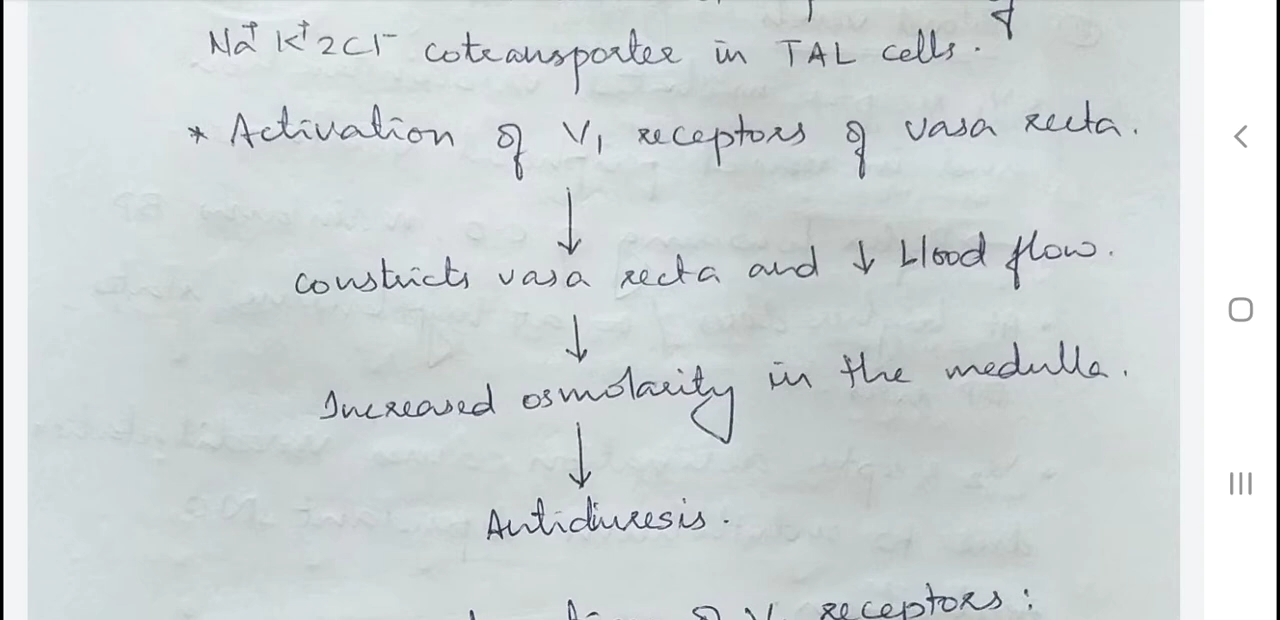 Na⁺ K⁺ 2Cl⁻ cotransporter in TAL cells.
* Activation of V₁ receptors of vasa recta.
↓
constricts vasa recta and ↓ blood flow.
↓
Increased osmolarity in the medulla.
↓
Antidiuresis.
of V receptors: